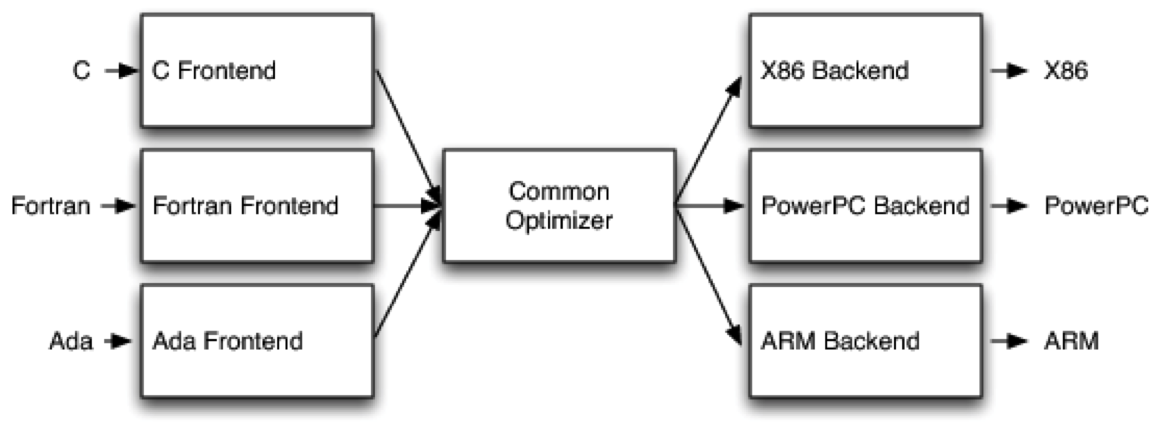 C
C Frontend
X86 Backend
X86
Fortran
Fortran Frontend
Common
Optimizer
PowerPC Backend
PowerPC
Ada
Ada Frontend
ARM Backend
ARM